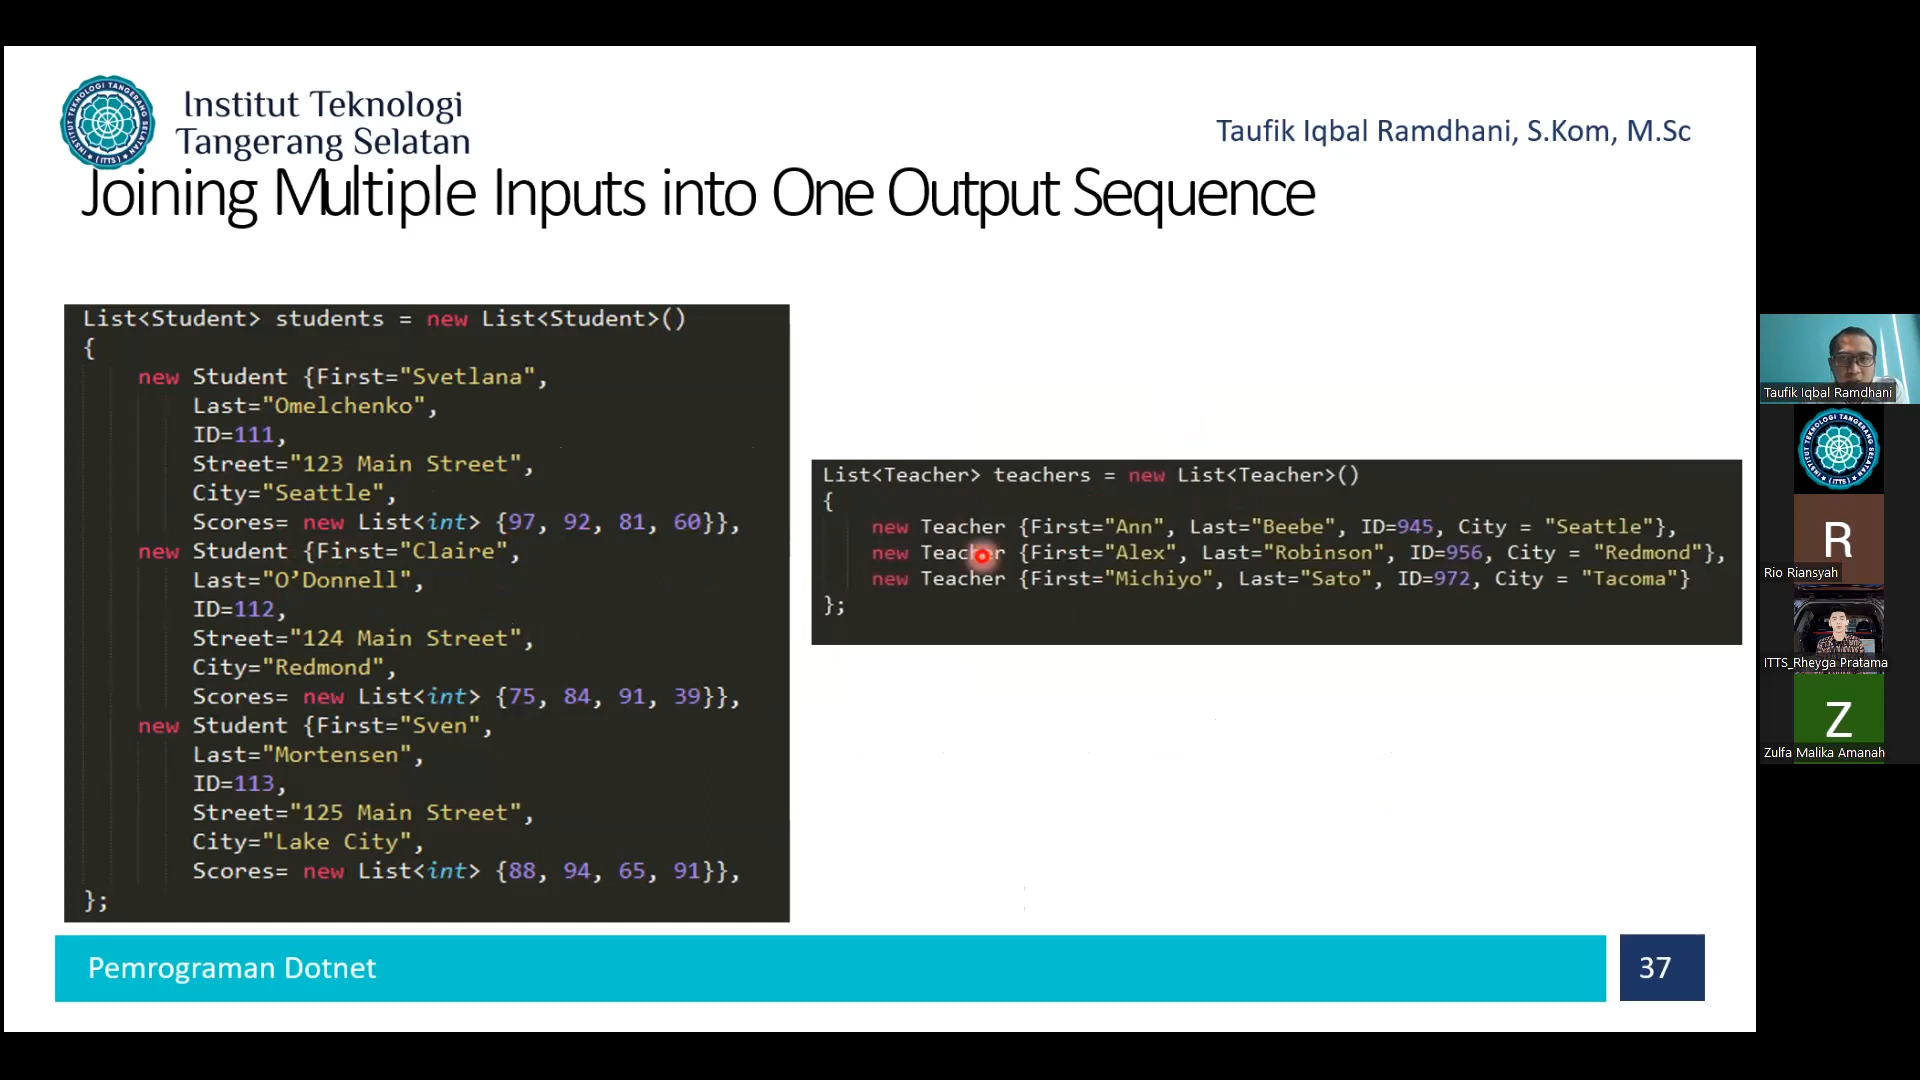 Institut Teknologi
Tangerang Selatan
Taufik Iqbal Ramdhani, S.Kom, M.Sc
Joining Multiple Inputs into One Output Sequence
List<Student> students = new List<Student>()
{
new Student {First="Svetlana",
Last="Omelchenko",
ID=111,
Street="123 Main Street",
City="Seattle",
Scores= new List<int> {97, 92, 81, 60}},
new Student {First="Claire",
Last="O’Donnell",
ID=112,
Street="124 Main Street",
City="Redmond",
Scores= new List<int> {75, 84, 91, 39}},
new Student {First="Sven",
Last="Mortensen",
ID=113,
Street="125 Main Street",
City="Lake City",
Scores= new List<int> {88, 94, 65, 91}},
};
List<Teacher> teachers = new List<Teacher>()
{
new Teacher {First="Ann", Last="Beebe", ID=945, City = "Seattle"},
new Teacher {First="Alex", Last="Robinson", ID=956, City = "Redmond"},
new Teacher {First="Michiyo", Last="Sato", ID=972, City = "Tacoma"}
};
Pemrograman Dotnet
37
Taufik Iqbal Ramdhani
R
Rio Riansyah
ITTS_Rheyga Pratama
Z
Zulfa Malika Amanah
INSTITUT TEKNOLOGI TANGERANG SELATAN
(ITTS)